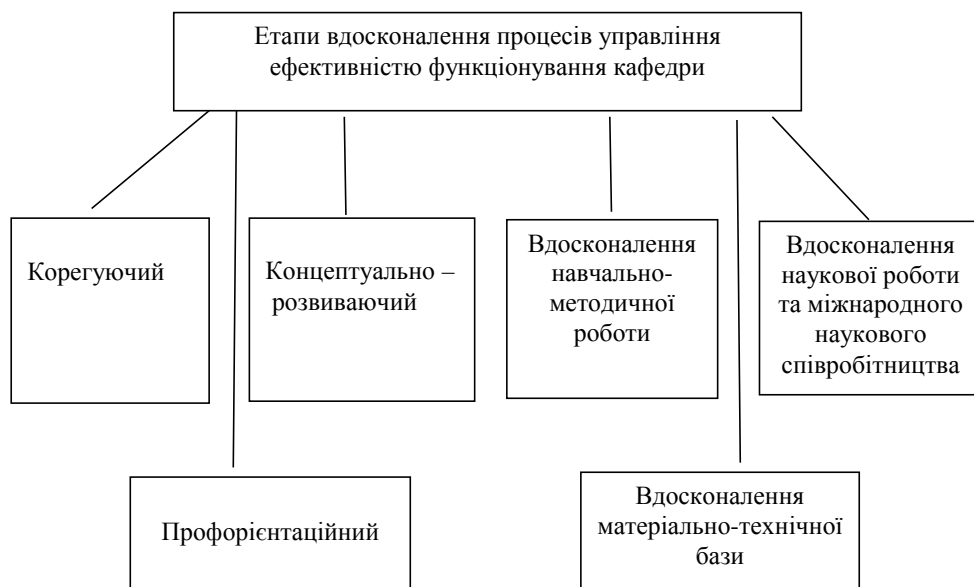 Етапи вдосконалення процесів управління
ефективністю функціонування кафедри
Корегуючий
Концептуально –
розвиваючий
Вдосконалення
навчально-
методичної
роботи
Вдосконалення
наукової роботи
та міжнародного
наукового
співробітництва
Профорієнтаційний
Вдосконалення
матеріально-технічної
бази